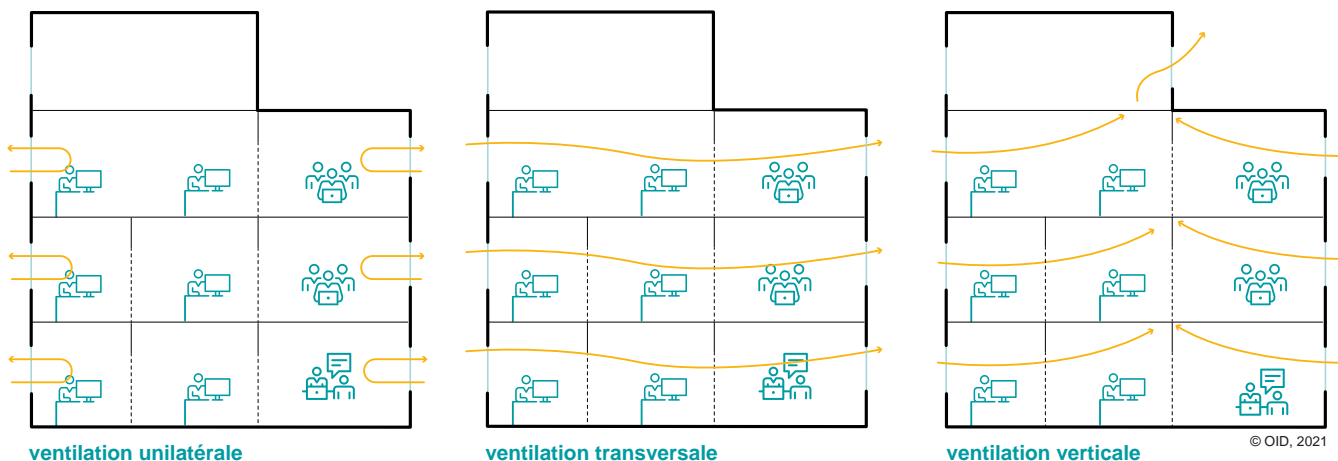 ventilation unilatérale
ventilation transversale
ventilation verticale
© OID, 2021